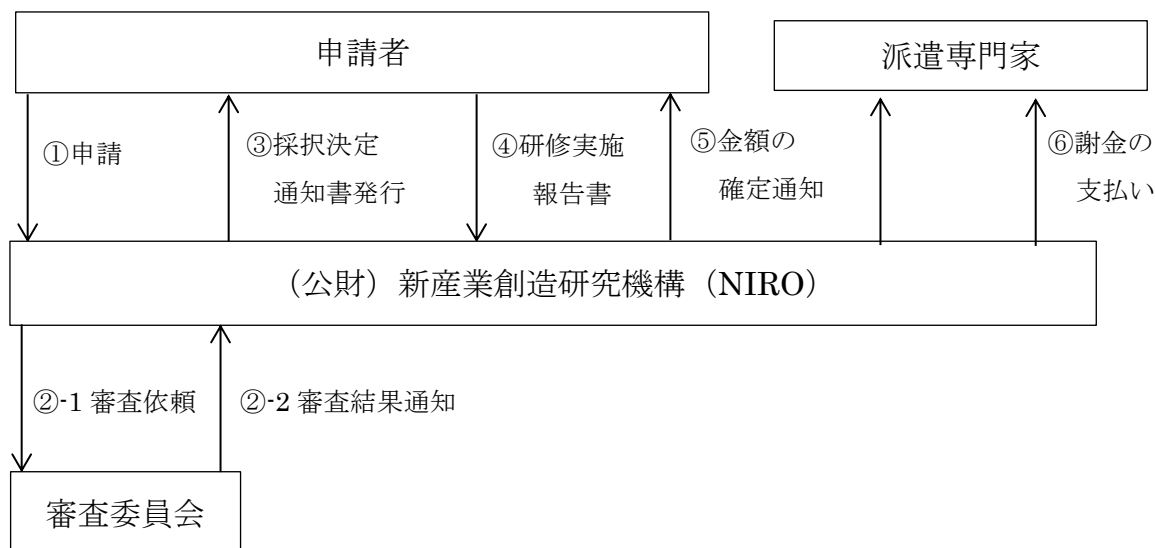 申請者
派遣専門家
①申請
③採択決定
通知書発行
④研修実施
報告書
⑤金額の
確定通知
⑥謝金の
支払い
（公財）新産業創造研究機構（NIRO）
②-1 審査依頼
②-2 審査結果通知
審査委員会